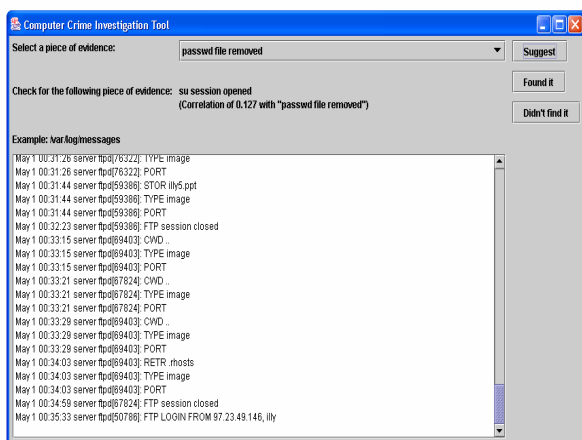 Computer Crime Investigation Tool
Select a piece of evidence: passwd file removed Suggest
Found it
Check for the following piece of evidence: su session opened
(Correlation of 0.127 with "passwd file removed")
Didn't find it
Example: /var/log/messages
May 1 00:31:26 server ftpd[76322]: TYPE image
May 1 00:31:26 server ftpd[76322]: PORT
May 1 00:31:44 server ftpd[59386]: STOR illy5.ppt
May 1 00:31:44 server ftpd[59386]: TYPE image
May 1 00:31:44 server ftpd[59386]: PORT
May 1 00:32:23 server ftpd[59386]: FTP session closed
May 1 00:33:15 server ftpd[69403]: CWD ..
May 1 00:33:15 server ftpd[69403]: TYPE image
May 1 00:33:15 server ftpd[69403]: PORT
May 1 00:33:21 server ftpd[67824]: CWD ..
May 1 00:33:21 server ftpd[67824]: TYPE image
May 1 00:33:21 server ftpd[67824]: PORT
May 1 00:33:29 server ftpd[69403]: CWD ..
May 1 00:33:29 server ftpd[69403]: TYPE image
May 1 00:33:29 server ftpd[69403]: PORT
May 1 00:34:03 server ftpd[69403]: RETR .rhosts
May 1 00:34:03 server ftpd[69403]: TYPE image
May 1 00:34:03 server ftpd[69403]: PORT
May 1 00:34:59 server ftpd[67824]: FTP session closed
May 1 00:35:33 server ftpd[50786]: FTP LOGIN FROM 97.23.49.146, illy